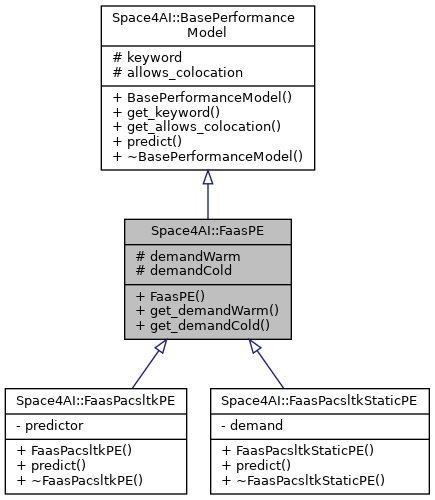 Space4AI::BasePerformance
Model
# keyword
# allows_colocation
+ BasePerformanceModel()
+ get_keyword()
+ get_allows_colocation()
+ predict()
+ ~BasePerformanceModel()
Space4AI::FaasPE
# demandWarm
# demandCold
+ FaasPE()
+ get_demandWarm()
+ get_demandCold()
Space4AI::FaasPacsltkPE
- predictor
+ FaasPacsltkPE()
+ predict()
+ ~FaasPacsltkPE()
Space4AI::FaasPacsltkStaticPE
- demand
+ FaasPacsltkStaticPE()
+ predict()
+ ~FaasPacsltkStaticPE()